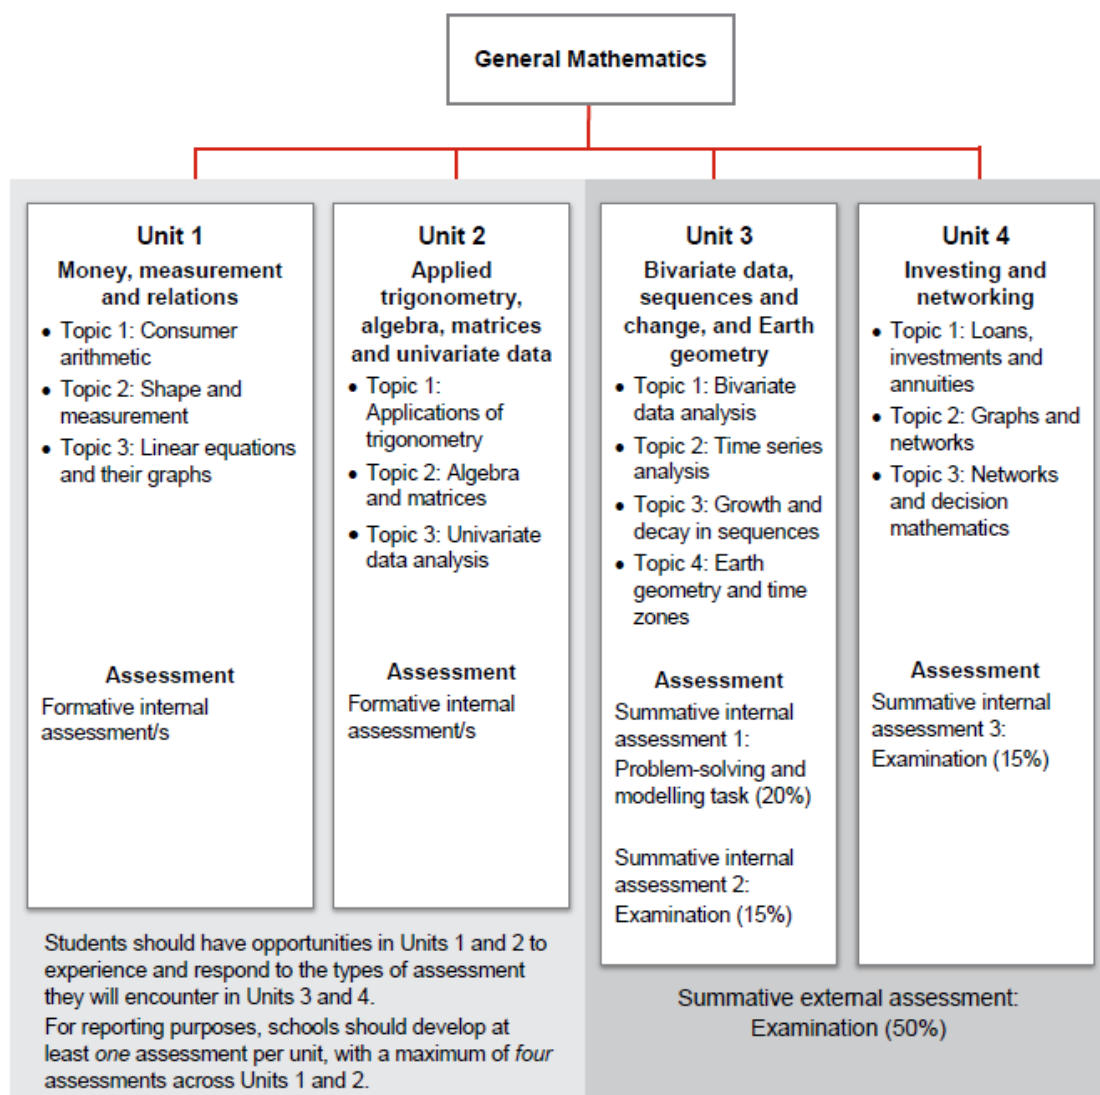 General Mathematics
Unit 1
Money, measurement
and relations
• Topic 1: Consumer
arithmetic
• Topic 2: Shape and
measurement
• Topic 3: Linear equations
and their graphs
Assessment
Formative internal
assessment/s
Unit 2
Applied
trigonometry,
algebra, matrices
and univariate data
• Topic 1:
Applications of
trigonometry
• Topic 2: Algebra
and matrices
• Topic 3: Univariate
data analysis
Assessment
Formative internal
assessment/s
Unit 3
Bivariate data,
sequences and
change, and Earth
geometry
• Topic 1: Bivariate
data analysis
• Topic 2: Time series
analysis
• Topic 3: Growth and
decay in sequences
• Topic 4: Earth
geometry and time
zones
Assessment
Summative internal
assessment 1:
Problem-solving and
modelling task (20%)
Summative internal
assessment 2:
Examination (15%)
Unit 4
Investing and
networking
• Topic 1: Loans,
investments and
annuities
• Topic 2: Graphs and
networks
• Topic 3: Networks
and decision
mathematics
Assessment
Summative internal
assessment 3:
Examination (15%)
Students should have opportunities in Units 1 and 2 to
experience and respond to the types of assessment
they will encounter in Units 3 and 4.
For reporting purposes, schools should develop at
least one assessment per unit, with a maximum of four
assessments across Units 1 and 2.
Summative external assessment:
Examination (50%)